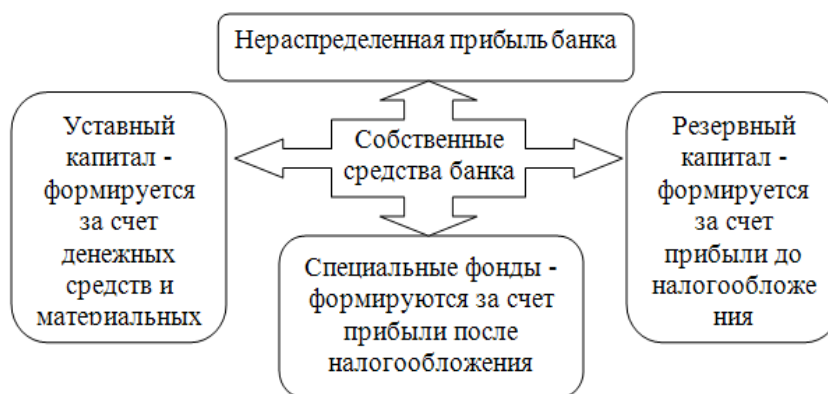 Нераспределенная прибыль банка
Уставный
капитал -
формируется
за счет
денежных
средств и
материальных
Собственные
средства банка
Резервный
капитал -
формируется
за счет
прибыли до
налогообложе
ния
Специальные фонды -
формируются за счет
прибыли после
налогообложения